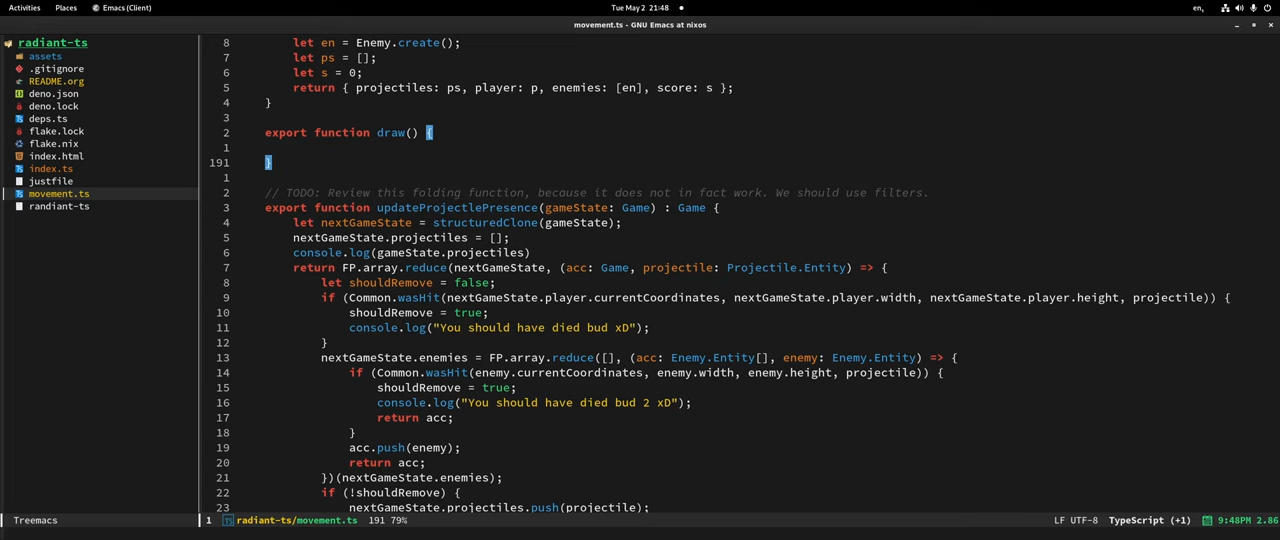 Activities Places Emacs (Client) Tue May 2 21:48 en,
movement.ts - GNU Emacs at nixos
radiant-ts
assets
.gitignore
README.org
deno.json
deno.lock
deps.ts
flake.lock
flake.nix
index.html
index.ts
justfile
movement.ts
randiant-ts
8 let en = Enemy.create();
7 let ps = [];
6 let s = 0;
5 return { projectiles: ps, player: p, enemies: [en], score: s };
4 }
3
2 export function draw() {
1
191 }
1
2 // TODO: Review this folding function, because it does not in fact work. We should use filters.
3 export function updateProjectlePresence(gameState: Game) : Game {
4 let nextGameState = structuredClone(gameState);
5 nextGameState.projectiles = [];
6 console.log(gameState.projectiles)
7 return FP.array.reduce(nextGameState, (acc: Game, projectile: Projectile.Entity) => {
8 let shouldRemove = false;
9 if (Common.wasHit(nextGameState.player.currentCoordinates, nextGameState.player.width, nextGameState.player.height, projectile)) {
10 shouldRemove = true;
11 console.log("You should have died bud xD");
12 }
13 nextGameState.enemies = FP.array.reduce([], (acc: Enemy.Entity[], enemy: Enemy.Entity) => {
14 if (Common.wasHit(enemy.currentCoordinates, enemy.width, enemy.height, projectile)) {
15 shouldRemove = true;
16 console.log("You should have died bud 2 xD");
17 return acc;
18 }
19 acc.push(enemy);
20 return acc;
21 })(nextGameState.enemies);
22 if (!shouldRemove) {
23 nextGameState.projectiles.push(projectile);
Treemacs 1 radiant-ts/movement.ts 191 79% LF UTF-8 TypeScript (+1) 9:48PM 2.86